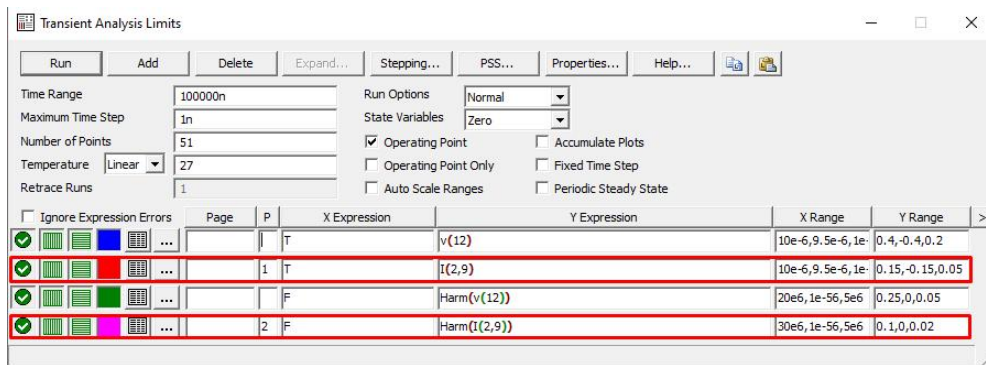 Transient Analysis Limits
Run Add Delete Expand... Stepping... PSS... Properties... Help...
Time Range 100000n Run Options Normal
Maximum Time Step 1n State Variables Zero
Number of Points 51 Operating Point Accumulate Plots
Temperature Linear 27 Operating Point Only Fixed Time Step
Retrace Runs 1 Auto Scale Ranges Periodic Steady State
Ignore Expression Errors Page P X Expression Y Expression X Range Y Range >
... T v(12) 10e-6,9.5e-6,1e- 0.4,-0.4,0.2
... 1 T I(2,9) 10e-6,9.5e-6,1e- 0.15,-0.15,0.05
... F Harm(v(12)) 20e6,1e-56,5e6 0.25,0,0.05
... 2 F Harm(I(2,9)) 30e6,1e-56,5e6 0.1,0,0.02